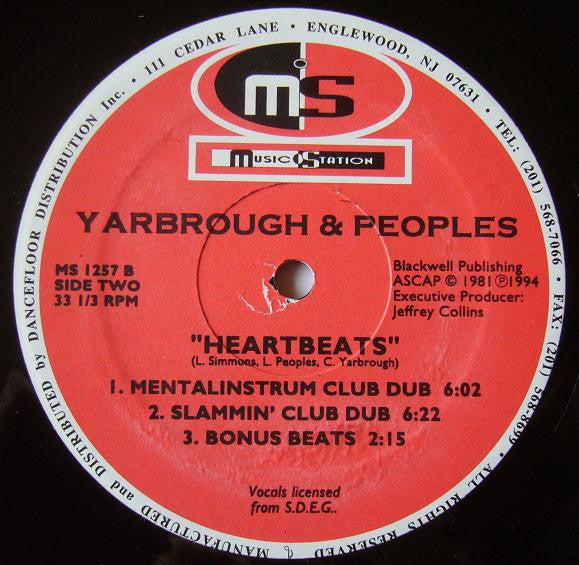 MANUFACTURED and DISTRIBUTED by DANCEFLOOR DISTRIBUTION Inc. • 111 CEDAR LANE • ENGLEWOOD, NJ 07631 • TEL: (201) 568-7066 • FAX: (201) 568-8699 • ALL RIGHTS RESERVED &
MS
MUSIC STATION
YARBROUGH & PEOPLES
MS 1257 B
SIDE TWO
33 1/3 RPM
Blackwell Publishing
ASCAP © 1981 ℗1994
Executive Producer:
Jeffrey Collins
"HEARTBEATS"
(L. Simmons, L. Peoples, C. Yarbrough)
1. MENTALINSTRUM CLUB DUB 6:02
2. SLAMMIN' CLUB DUB 6:22
3. BONUS BEATS 2:15
Vocals licensed
from S.D.E.G..